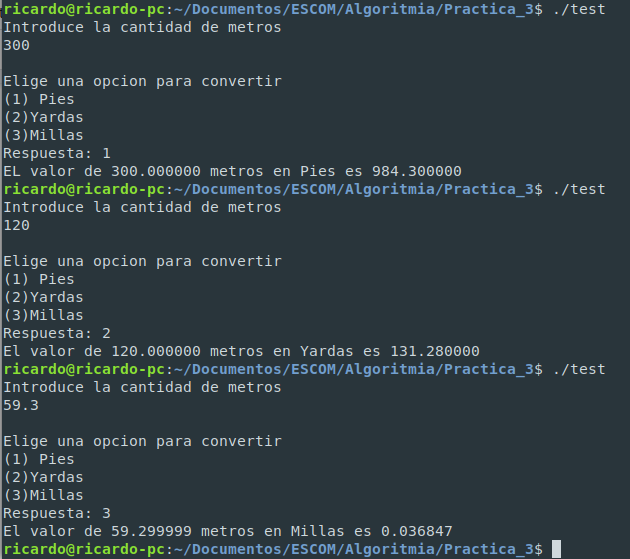 ricardo@ricardo-pc:~/Documentos/ESCOM/Algoritmia/Practica_3$ ./test
Introduce la cantidad de metros
300
Elige una opcion para convertir
(1) Pies
(2)Yardas
(3)Millas
Respuesta: 1
EL valor de 300.000000 metros en Pies es 984.300000
ricardo@ricardo-pc:~/Documentos/ESCOM/Algoritmia/Practica_3$ ./test
Introduce la cantidad de metros
120
Elige una opcion para convertir
(1) Pies
(2)Yardas
(3)Millas
Respuesta: 2
El valor de 120.000000 metros en Yardas es 131.280000
ricardo@ricardo-pc:~/Documentos/ESCOM/Algoritmia/Practica_3$ ./test
Introduce la cantidad de metros
59.3
Elige una opcion para convertir
(1) Pies
(2)Yardas
(3)Millas
Respuesta: 3
El valor de 59.299999 metros en Millas es 0.036847
ricardo@ricardo-pc:~/Documentos/ESCOM/Algoritmia/Practica_3$